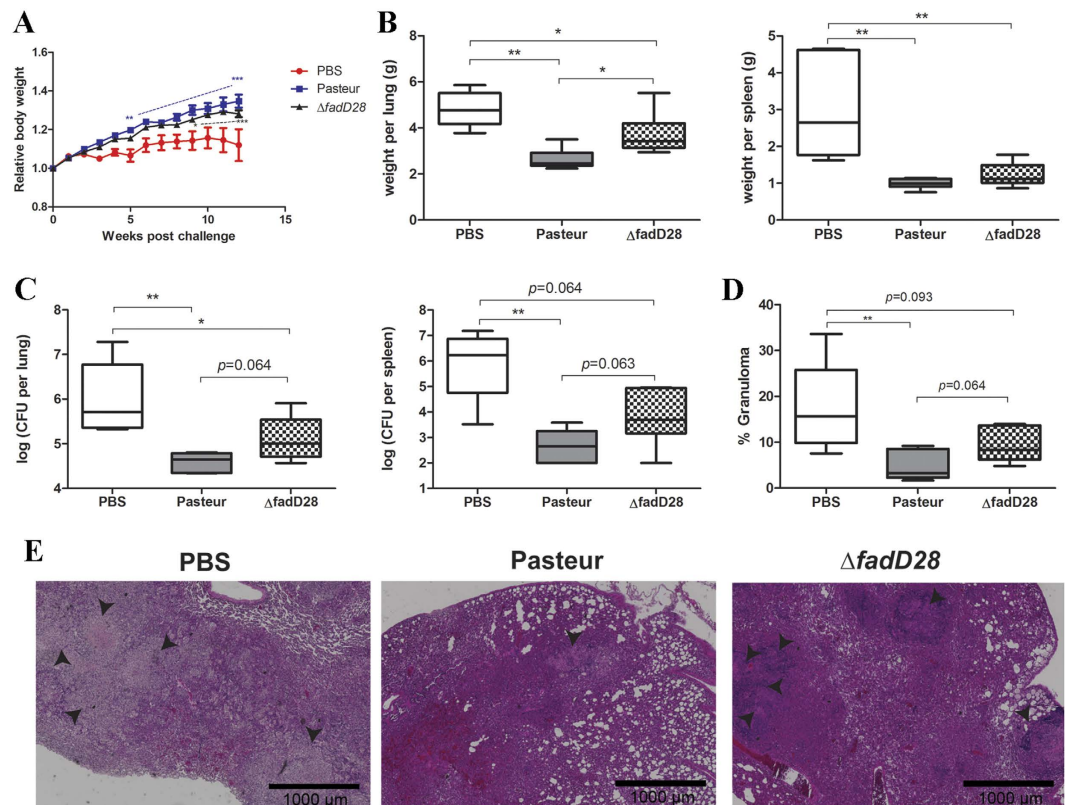 A
Relative body weight
1.6
1.4
1.2
1.0
0.8
0
5
10
15
Weeks post challenge
PBS
Pasteur
ΔfadD28
**
***
*
***
B
weight per lung (g)
8
6
4
2
0
*
**
*
PBS
Pasteur
ΔfadD28
weight per spleen (g)
5
4
3
2
1
0
**
**
PBS
Pasteur
ΔfadD28
C
log (CFU per lung)
8
7
6
5
4
**
*
p=0.064
PBS
Pasteur
ΔfadD28
log (CFU per spleen)
8
7
6
5
4
3
2
1
p=0.064
**
p=0.063
PBS
Pasteur
ΔfadD28
D
% Granuloma
40
30
20
10
0
p=0.093
**
p=0.064
PBS
Pasteur
ΔfadD28
E
PBS
Pasteur
ΔfadD28
1000 µm
1000 µm
1000 µm